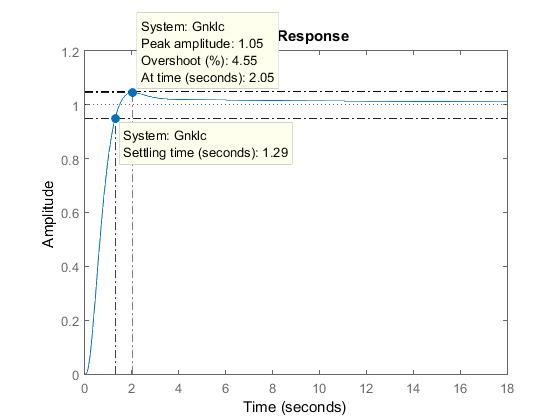 Response
System: Gnklc
Peak amplitude: 1.05
Overshoot (%): 4.55
At time (seconds): 2.05
System: Gnklc
Settling time (seconds): 1.29
Amplitude
1.2
1
0.8
0.6
0.4
0.2
0
0 2 4 6 8 10 12 14 16 18
Time (seconds)